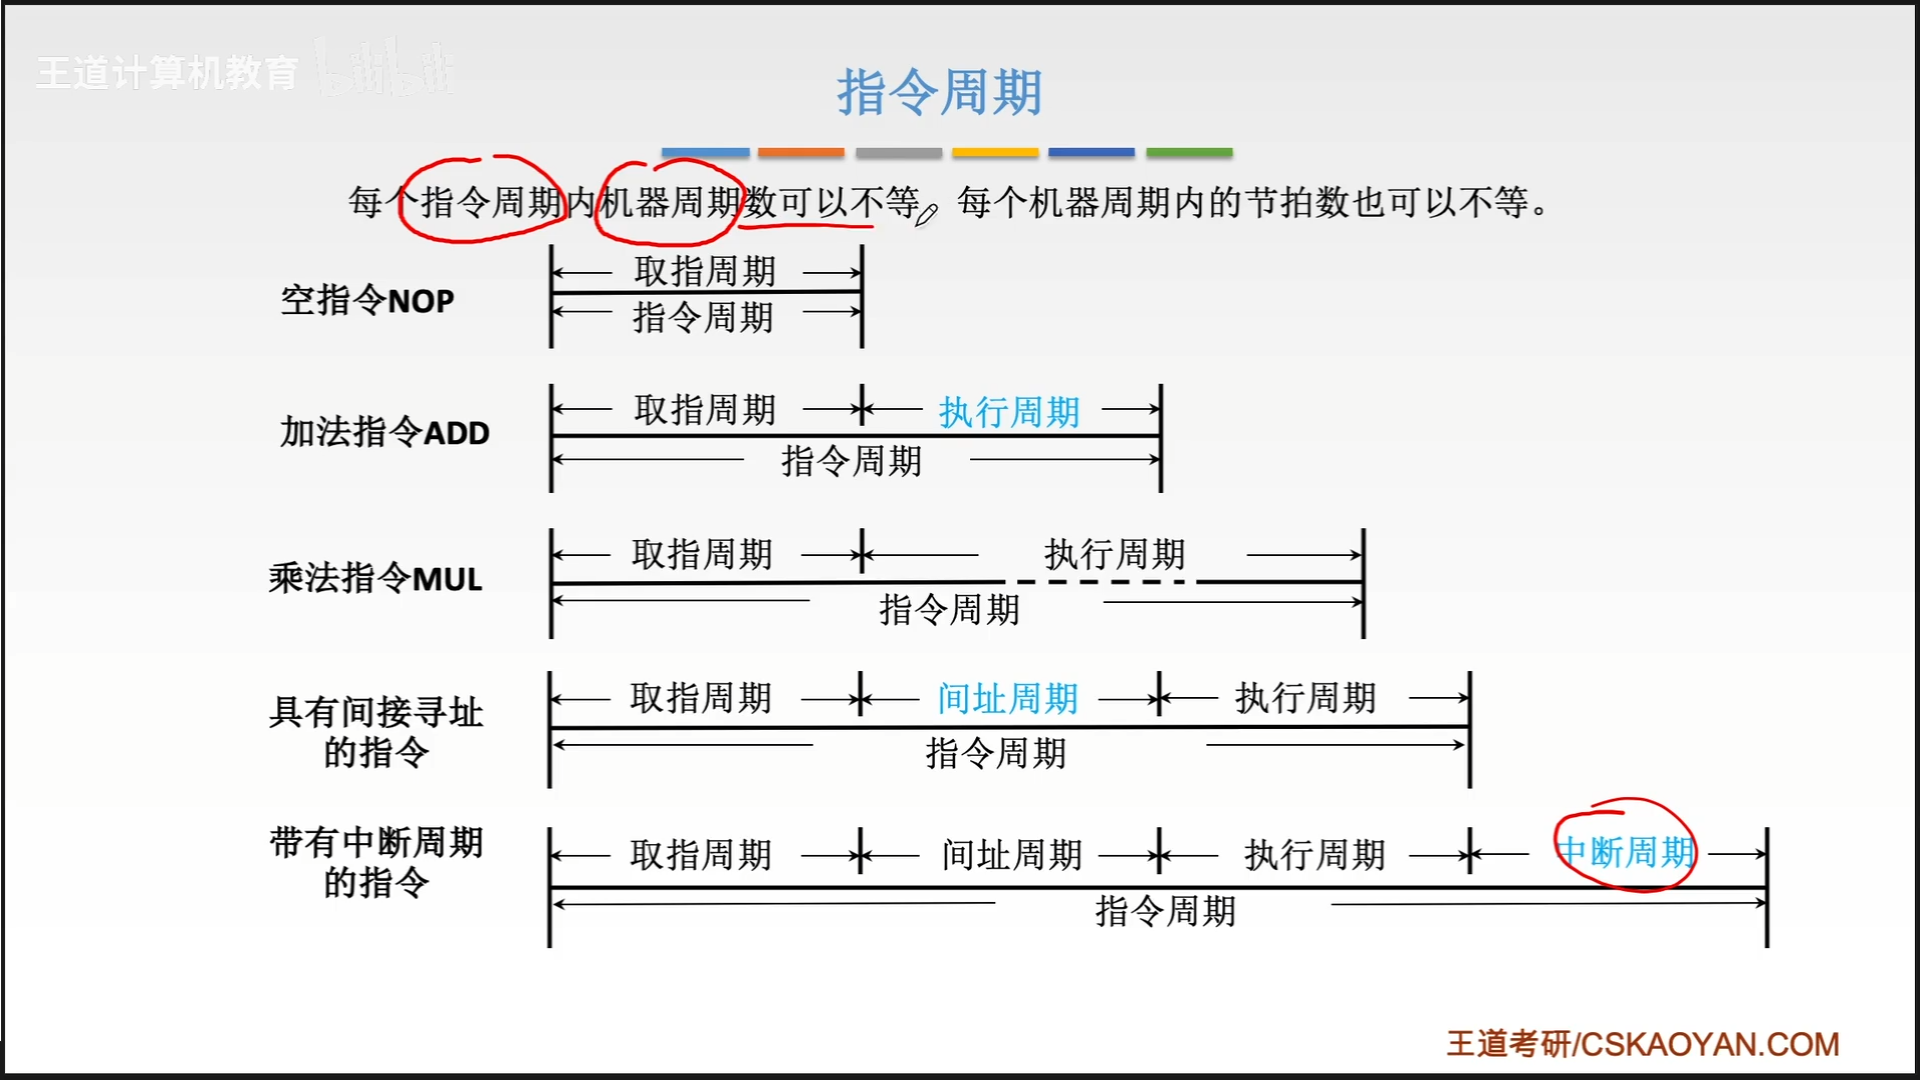 王道计算机教育 bilibili
指令周期
每个指令周期内机器周期数可以不等，每个机器周期内的节拍数也可以不等。
取指周期
空指令NOP
指令周期
取指周期 执行周期
加法指令ADD
指令周期
取指周期 执行周期
乘法指令MUL
指令周期
取指周期 间址周期 执行周期
具有间接寻址
的指令
指令周期
带有中断周期
的指令
取指周期 间址周期 执行周期 中断周期
指令周期
王道考研/CSKAOYAN.COM